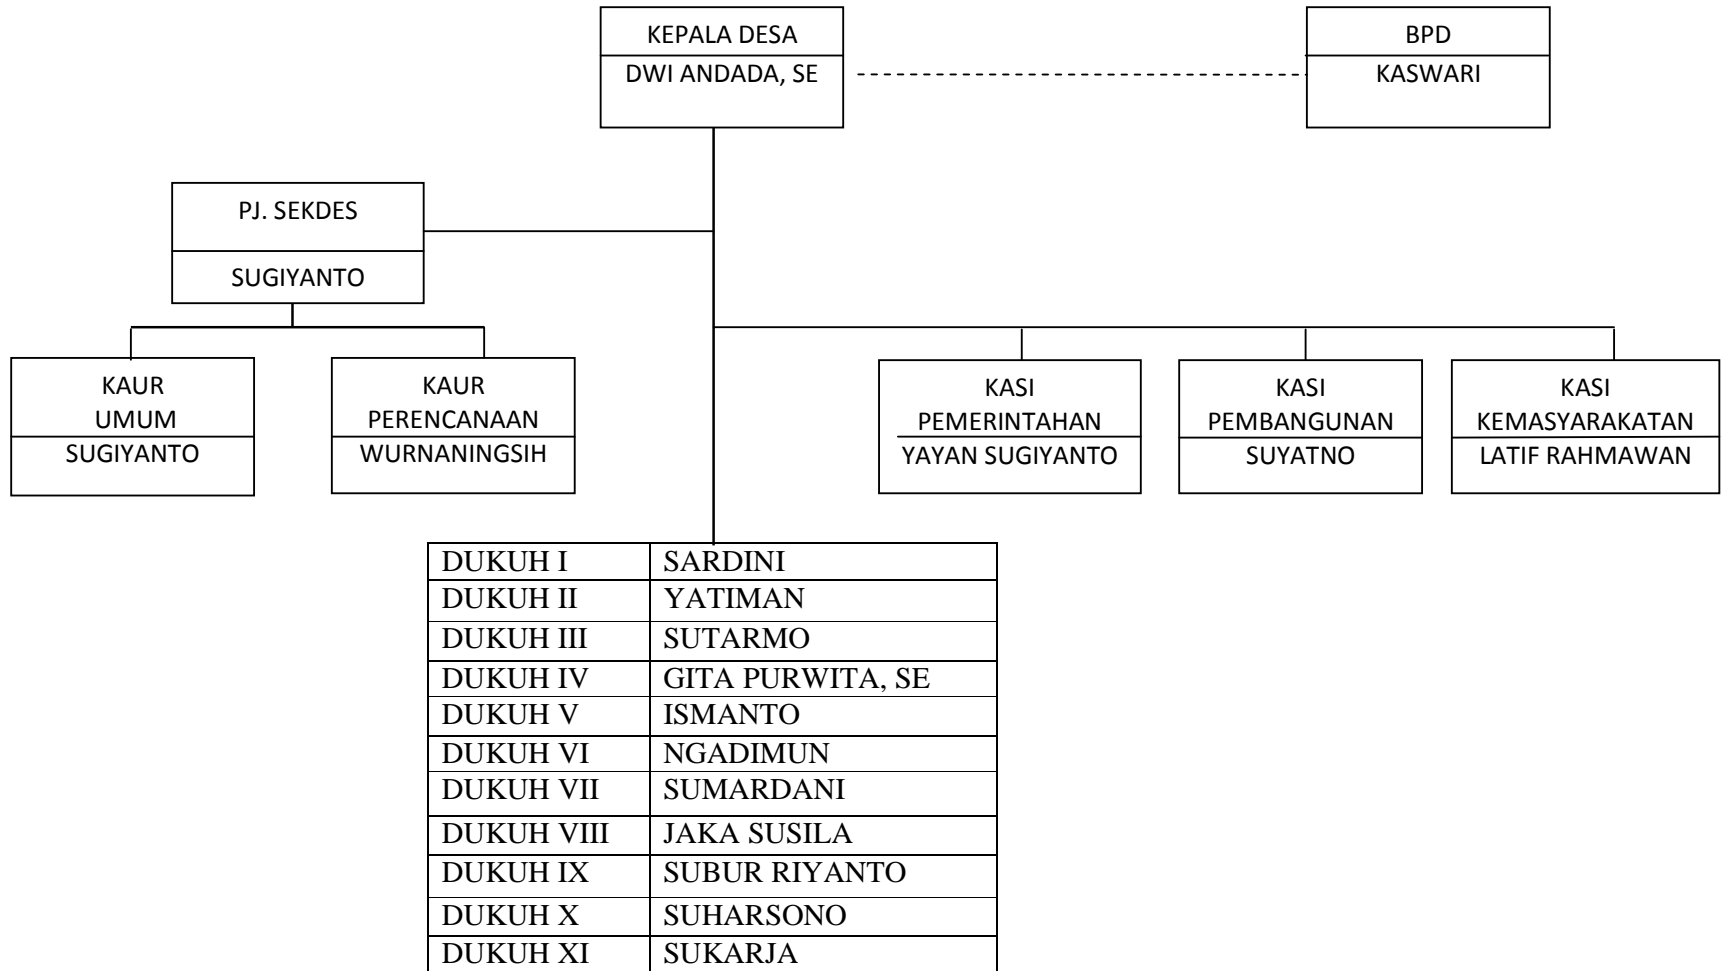 KEPALA DESA
DWI ANDADA, SE
BPD
KASWARI
PJ. SEKDES
SUGIYANTO
KAUR
UMUM
SUGIYANTO
KAUR
PERENCANAAN
WURNANINGSIH
KASI
PEMERINTAHAN
YAYAN SUGIYANTO
KASI
PEMBANGUNAN
SUYATNO
KASI
KEMASYARAKATAN
LATIF RAHMAWAN
DUKUH I SARDINI
DUKUH II YATIMAN
DUKUH III SUTARMO
DUKUH IV GITA PURWITA, SE
DUKUH V ISMANTO
DUKUH VI NGADIMUN
DUKUH VII SUMARDANI
DUKUH VIII JAKA SUSILA
DUKUH IX SUBUR RIYANTO
DUKUH X SUHARSONO
DUKUH XI SUKARJA